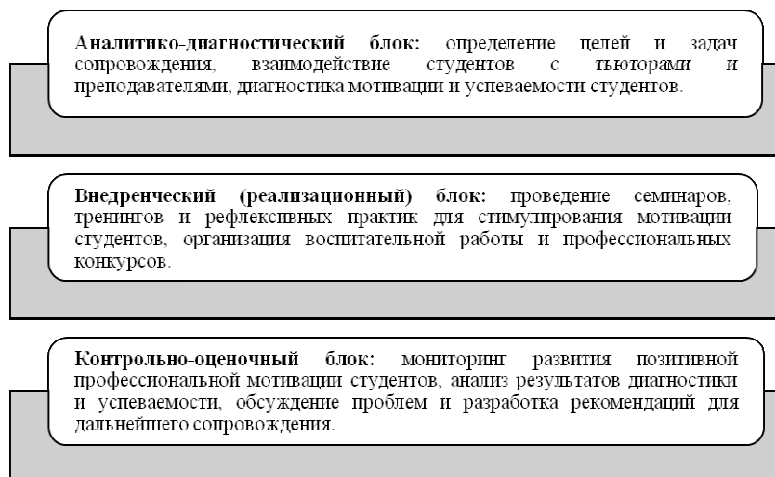 Аналитико-диагностический блок: определение целей и задач
сопровождения, взаимодействие студентов с тьюторами и
преподавателями, диагностика мотивации и успеваемости студентов.
Внедренческий (реализационный) блок: проведение семинаров,
тренингов и рефлексивных практик для стимулирования мотивации
студентов, организация воспитательной работы и профессиональных
конкурсов.
Контрольно-оценочный блок: мониторинг развития позитивной
профессиональной мотивации студентов, анализ результатов диагностики
и успеваемости, обсуждение проблем и разработка рекомендаций для
дальнейшего сопровождения.